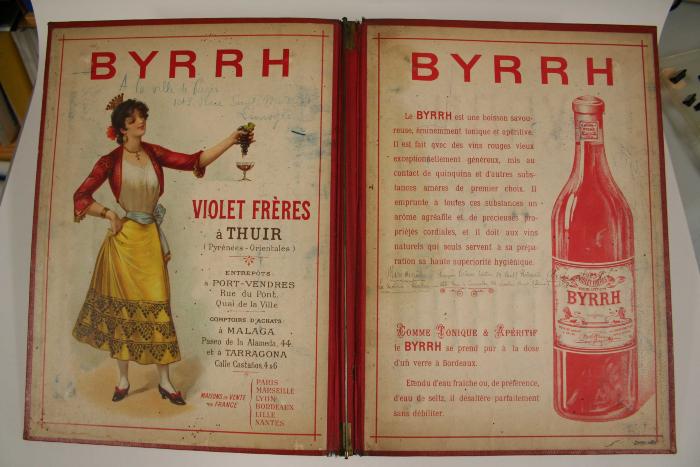 BYRRH
A la ville de Paris
VIOLET FRÈRES
à THUIR
(Pyrénées-Orientales)
ENTREPÔTS:
à PORT-VENDRES
Rue du Pont.
Quai de la Ville
COMPTOIRS D'ACHATS:
à MALAGA
Paseo de la Alameda, 44
et à TARRAGONA
Calle Castaños, 4 & 6
MAISONS DE VENTE
EN FRANCE
PARIS
MARSEILLE
LYON
BORDEAUX
LILLE
NANTES
BYRRH
Le BYRRH est une boisson savou-
reuse, éminemment tonique et apéritive.
Il est fait avec des vins rouges vieux
exceptionnellement généreux, mis au
contact de quinquina et d'autres subs-
tances amères de premier choix. Il
emprunte à toutes ces substances un
arôme agréable et de précieuses pro-
priétés cordiales, et il doit aux vins
naturels qui seuls servent à sa prépa-
ration sa haute supériorité hygiénique.
COMME TONIQUE & APÉRITIF
le BYRRH se prend pur à la dose
d'un verre à Bordeaux.
Etendu d'eau fraîche ou, de préférence,
d'eau de seltz, il désaltère parfaitement
sans débiliter.
BYRRH